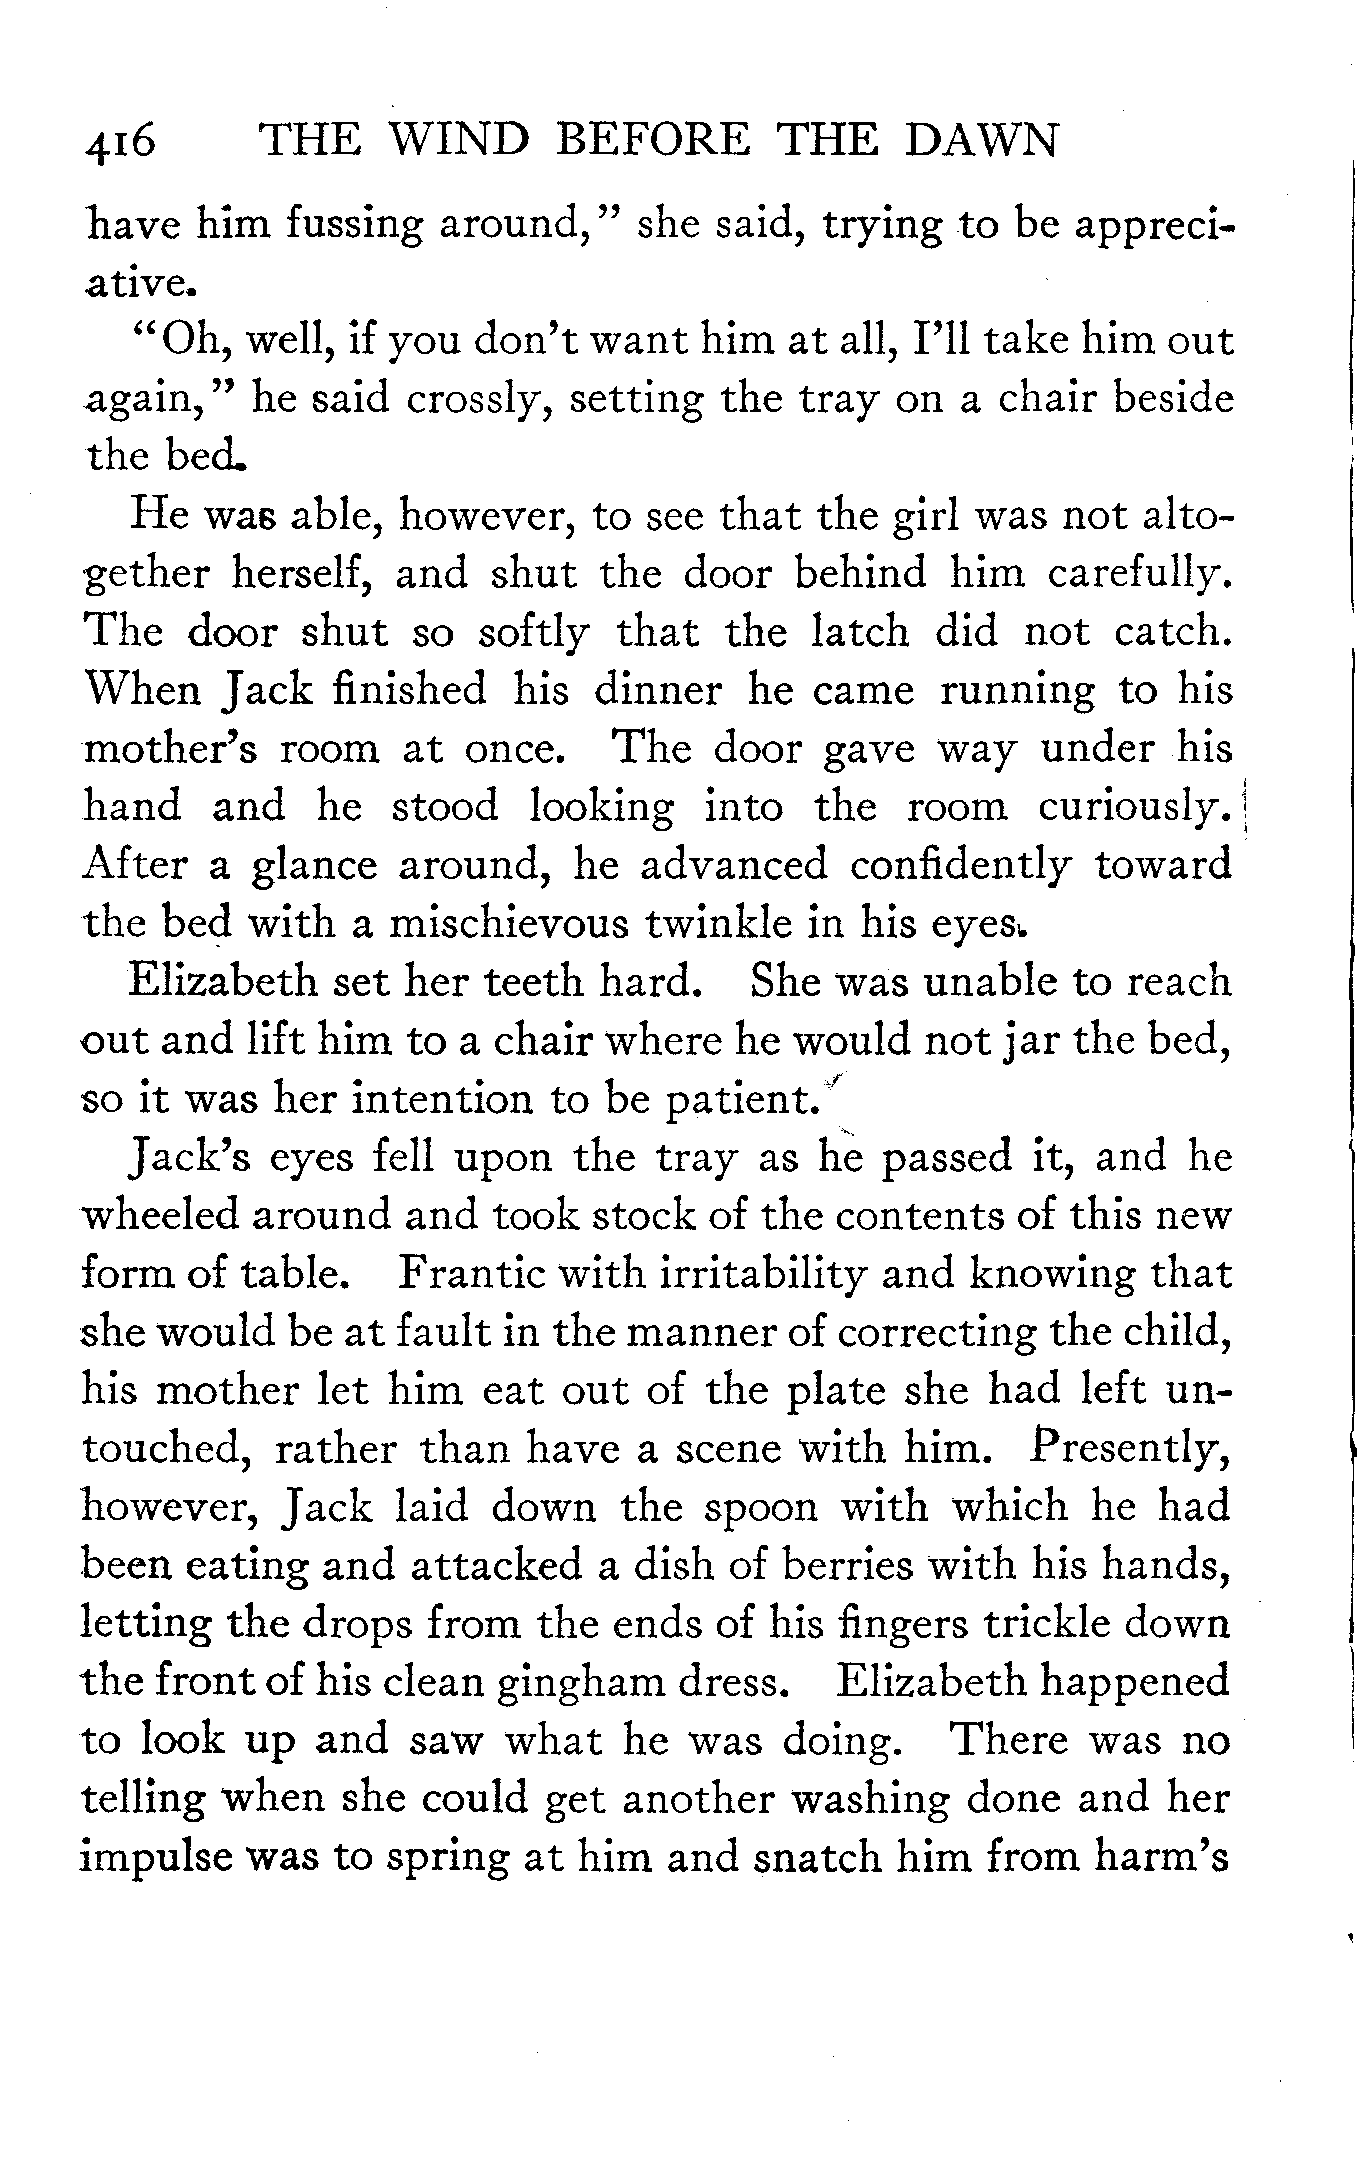 416 THE WIND BEFORE THE DAWN
have him fussing around," she said, trying to be appreci-
ative.
"Oh, well, if you don't want him at all, I'll take him out
again," he said crossly, setting the tray on a chair beside
the bed.
He was able, however, to see that the girl was not alto-
gether herself, and shut the door behind him carefully.
The door shut so softly that the latch did not catch.
When Jack finished his dinner he came running to his
mother's room at once. The door gave way under his
hand and he stood looking into the room curiously.
After a glance around, he advanced confidently toward
the bed with a mischievous twinkle in his eyes.
Elizabeth set her teeth hard. She was unable to reach
out and lift him to a chair where he would not jar the bed,
so it was her intention to be patient.
Jack's eyes fell upon the tray as he passed it, and he
wheeled around and took stock of the contents of this new
form of table. Frantic with irritability and knowing that
she would be at fault in the manner of correcting the child,
his mother let him eat out of the plate she had left un-
touched, rather than have a scene with him. Presently,
however, Jack laid down the spoon with which he had
been eating and attacked a dish of berries with his hands,
letting the drops from the ends of his fingers trickle down
the front of his clean gingham dress. Elizabeth happened
to look up and saw what he was doing. There was no
telling when she could get another washing done and her
impulse was to spring at him and snatch him from harm's